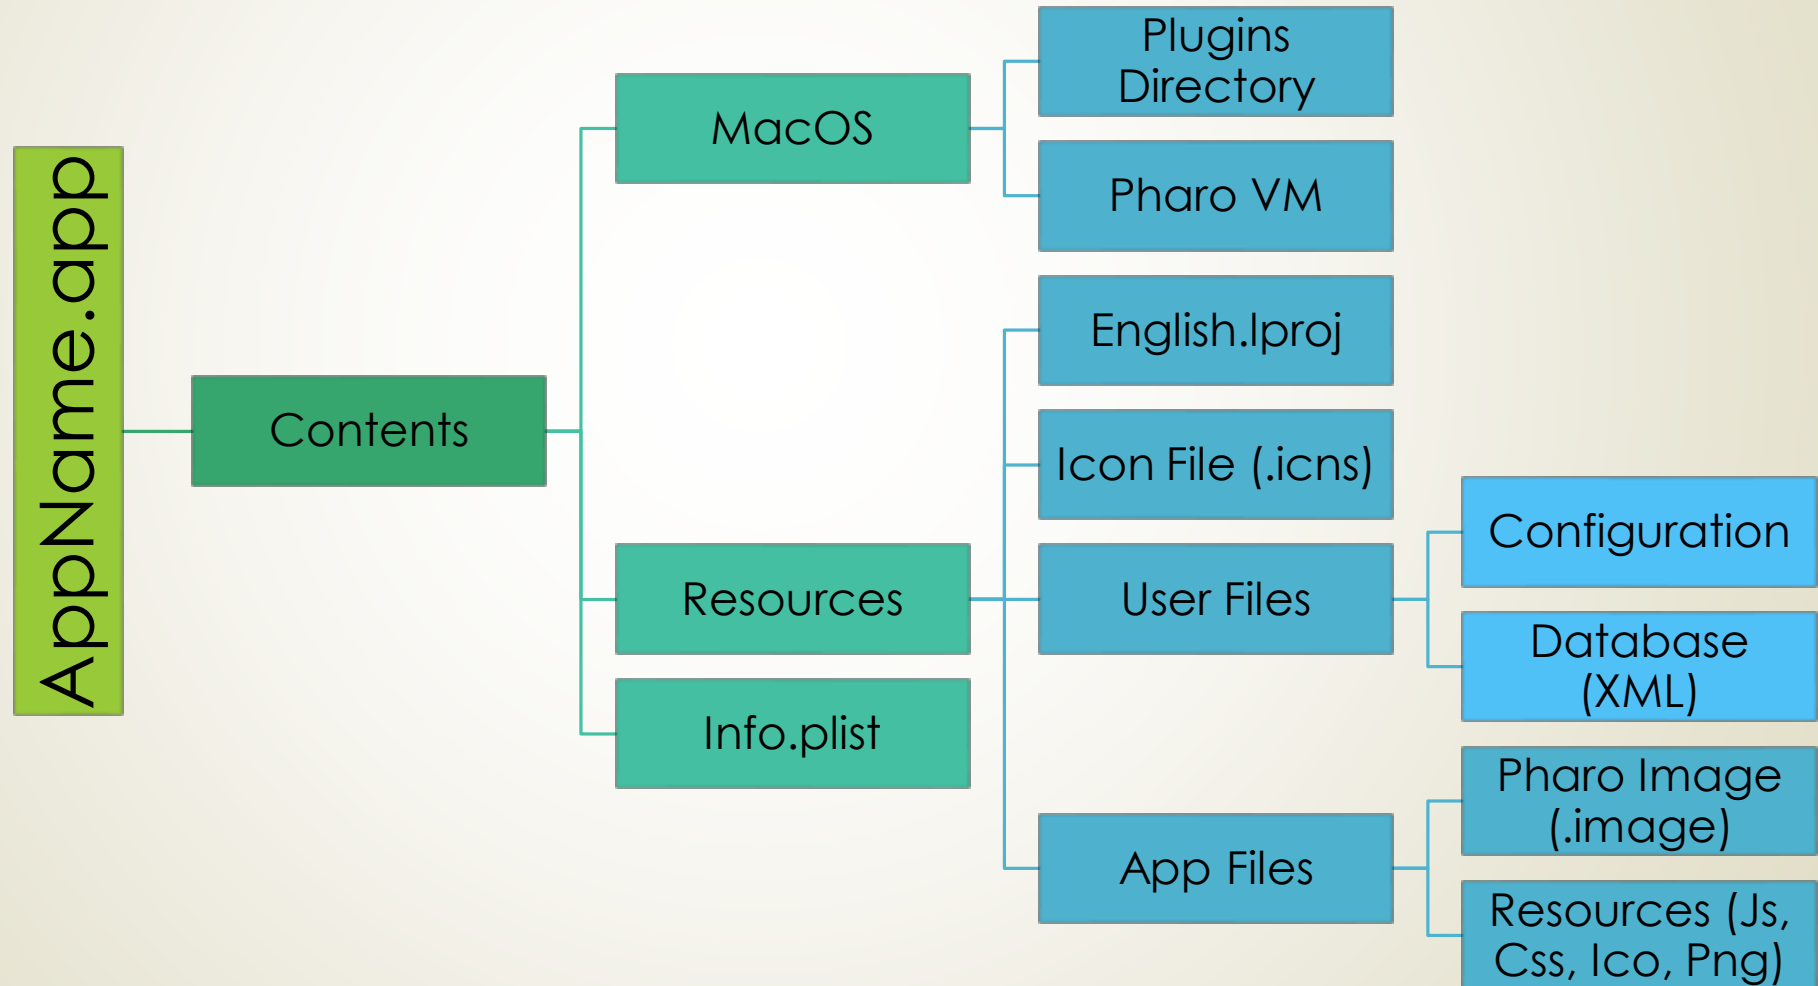 AppName.app
Contents
MacOS
Plugins
Directory
Pharo VM
Resources
English.lproj
Icon File (.icns)
User Files
Configuration
Database
(XML)
App Files
Pharo Image
(.image)
Resources (Js,
Css, Ico, Png)
Info.plist